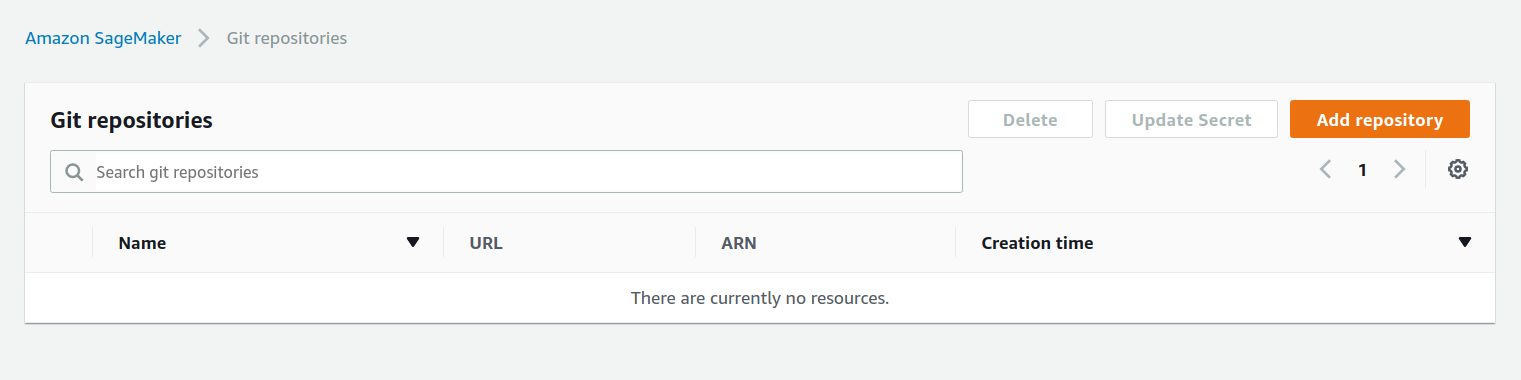 Amazon SageMaker Git repositories
Git repositories Delete Update Secret Add repository
Search git repositories 1
Name URL ARN Creation time
There are currently no resources.